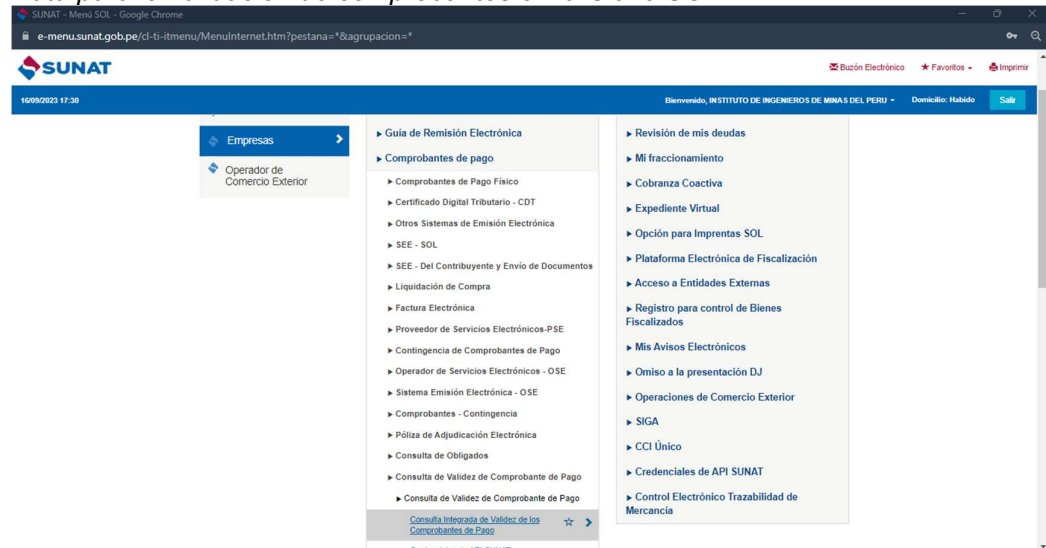 SUNAT - Menú SOL - Google Chrome
e-menu.sunat.gob.pe/cl-ti-itmenu/MenuInternet.htm?pestana=*&agrupacion=*
SUNAT
Buzón Electrónico
Favoritos
Imprimir
16/09/2023 17:30
Bienvenido, INSTITUTO DE INGENIEROS DE MINAS DEL PERU
Domicilio: Habido
Salir
Empresas
Operador de
Comercio Exterior
Guía de Remisión Electrónica
Comprobantes de pago
Comprobantes de Pago Físico
Certificado Digital Tributario - CDT
Otros Sistemas de Emisión Electrónica
SEE - SOL
SEE - Del Contribuyente y Envío de Documentos
Liquidación de Compra
Factura Electrónica
Proveedor de Servicios Electrónicos-PSE
Contingencia de Comprobantes de Pago
Operador de Servicios Electrónicos - OSE
Sistema Emisión Electrónica - OSE
Comprobantes - Contingencia
Póliza de Adjudicación Electrónica
Consulta de Obligados
Consulta de Validez de Comprobante de Pago
Consulta de Validez de Comprobante de Pago
Consulta Integrada de Validez de los
Comprobantes de Pago
Revisión de mis deudas
Mi fraccionamiento
Cobranza Coactiva
Expediente Virtual
Opción para Imprentas SOL
Plataforma Electrónica de Fiscalización
Acceso a Entidades Externas
Registro para control de Bienes
Fiscalizados
Mis Avisos Electrónicos
Omiso a la presentación DJ
Operaciones de Comercio Exterior
SIGA
CCI Único
Credenciales de API SUNAT
Control Electrónico Trazabilidad de
Mercancía